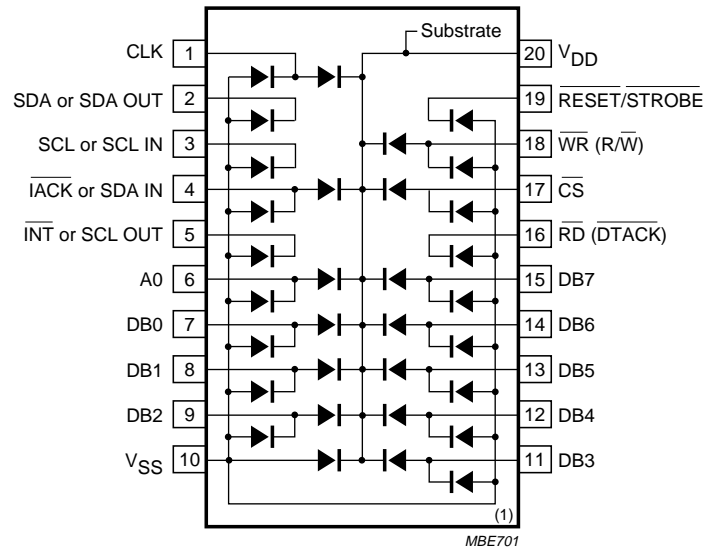 Substrate
CLK 1
20 VDD
SDA or SDA OUT 2
19 RESET/STROBE
SCL or SCL IN 3
18 WR (R/W)
IACK or SDA IN 4
17 CS
INT or SCL OUT 5
16 RD (DTACK)
A0 6
15 DB7
DB0 7
14 DB6
DB1 8
13 DB5
DB2 9
12 DB4
VSS 10
11 DB3
(1)
MBE701